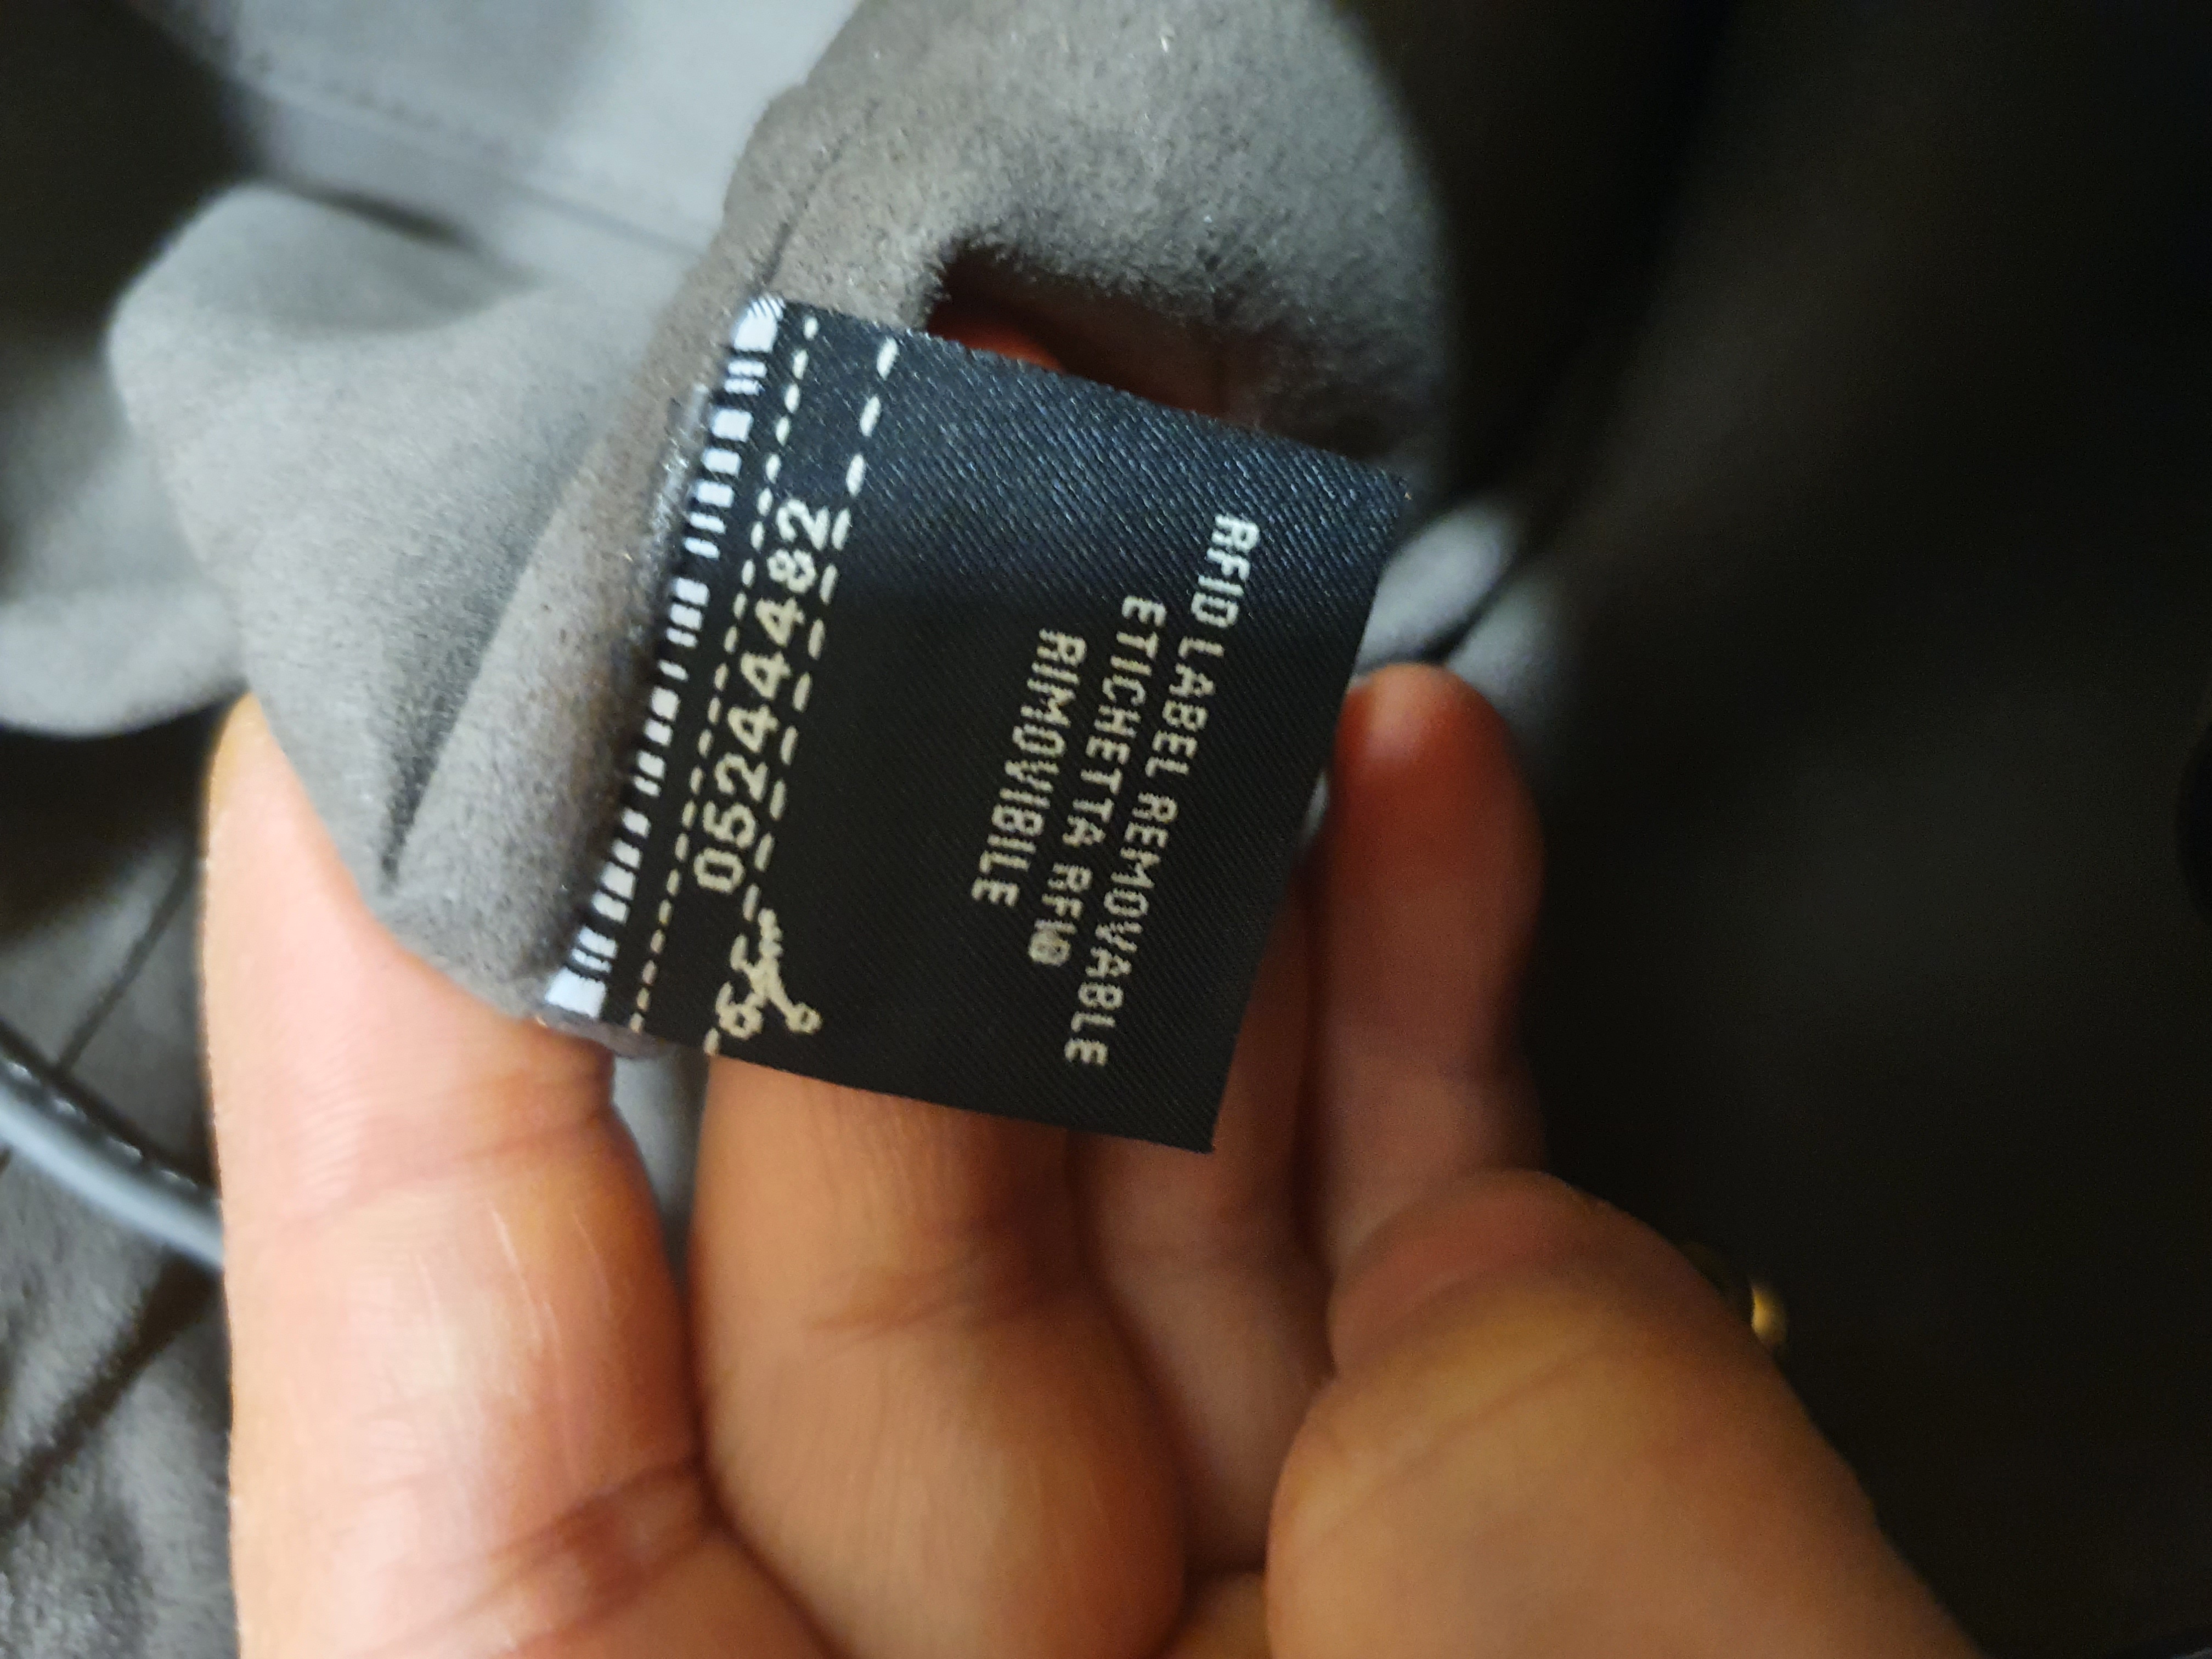 RFID LABEL REMOVABLE
ETICHETTA RFID
RIMOVIBILE
05244482